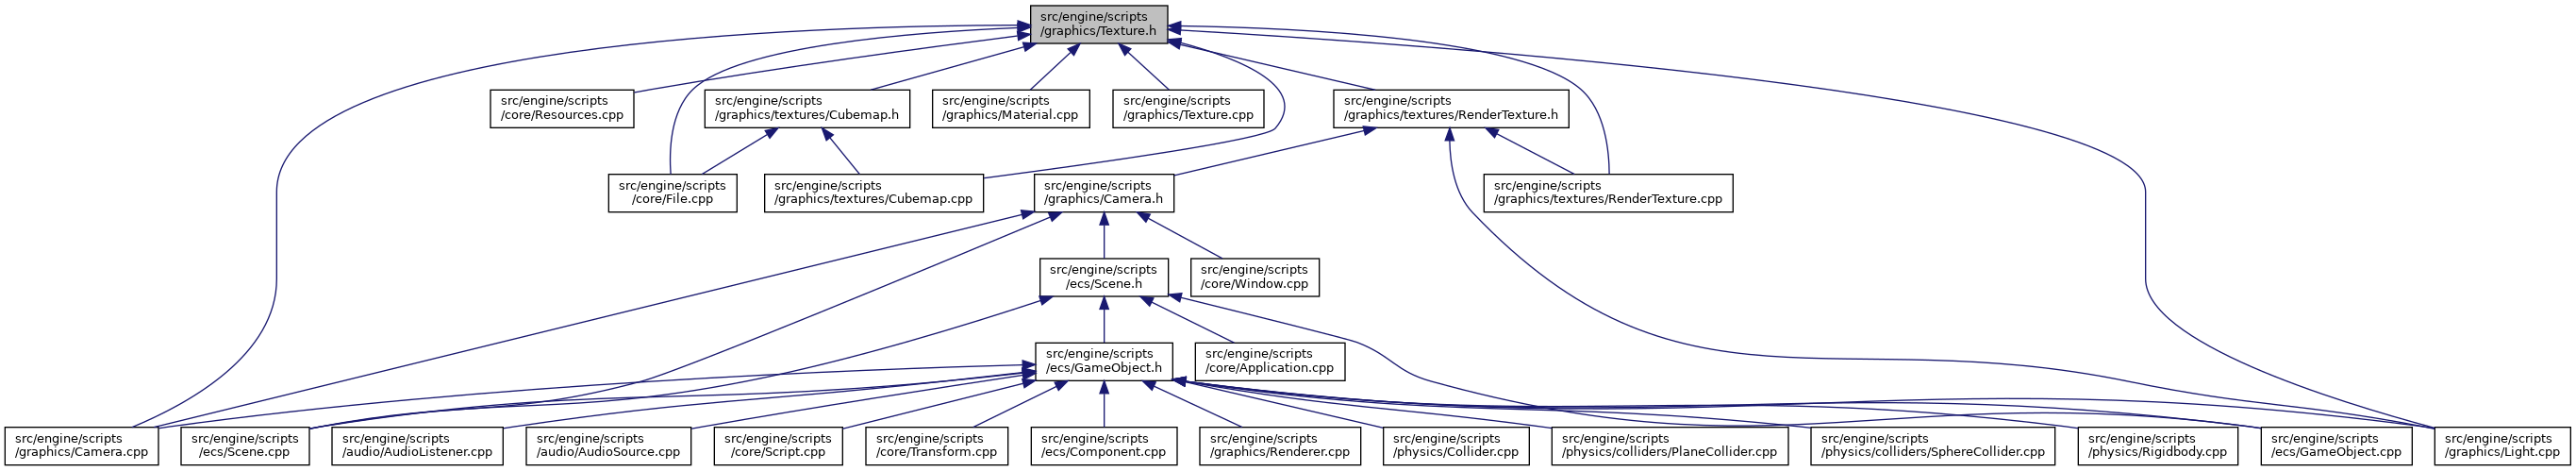 src/engine/scripts
/graphics/Texture.h
src/engine/scripts
/core/Resources.cpp
src/engine/scripts
/graphics/textures/Cubemap.h
src/engine/scripts
/graphics/Material.cpp
src/engine/scripts
/graphics/Texture.cpp
src/engine/scripts
/graphics/textures/RenderTexture.h
src/engine/scripts
/core/File.cpp
src/engine/scripts
/graphics/textures/Cubemap.cpp
src/engine/scripts
/graphics/Camera.h
src/engine/scripts
/graphics/textures/RenderTexture.cpp
src/engine/scripts
/ecs/Scene.h
src/engine/scripts
/core/Window.cpp
src/engine/scripts
/ecs/GameObject.h
src/engine/scripts
/core/Application.cpp
src/engine/scripts
/graphics/Camera.cpp
src/engine/scripts
/ecs/Scene.cpp
src/engine/scripts
/audio/AudioListener.cpp
src/engine/scripts
/audio/AudioSource.cpp
src/engine/scripts
/core/Script.cpp
src/engine/scripts
/core/Transform.cpp
src/engine/scripts
/ecs/Component.cpp
src/engine/scripts
/graphics/Renderer.cpp
src/engine/scripts
/physics/Collider.cpp
src/engine/scripts
/physics/colliders/PlaneCollider.cpp
src/engine/scripts
/physics/colliders/SphereCollider.cpp
src/engine/scripts
/physics/Rigidbody.cpp
src/engine/scripts
/ecs/GameObject.cpp
src/engine/scripts
/graphics/Light.cpp